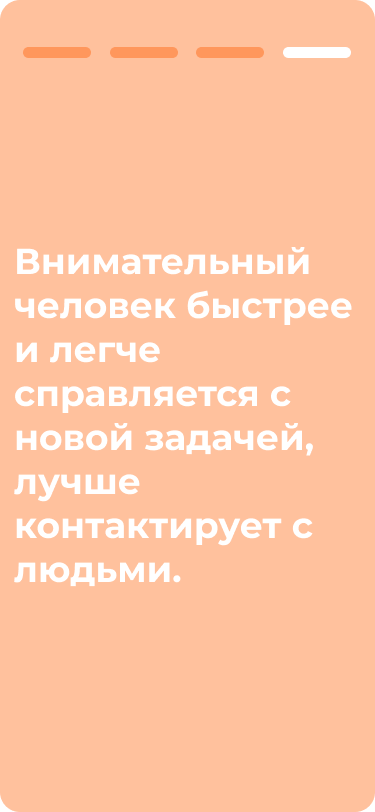 Внимательный
человек быстрее
и легче
справляется с
новой задачей,
лучше
контактирует с
людьми.